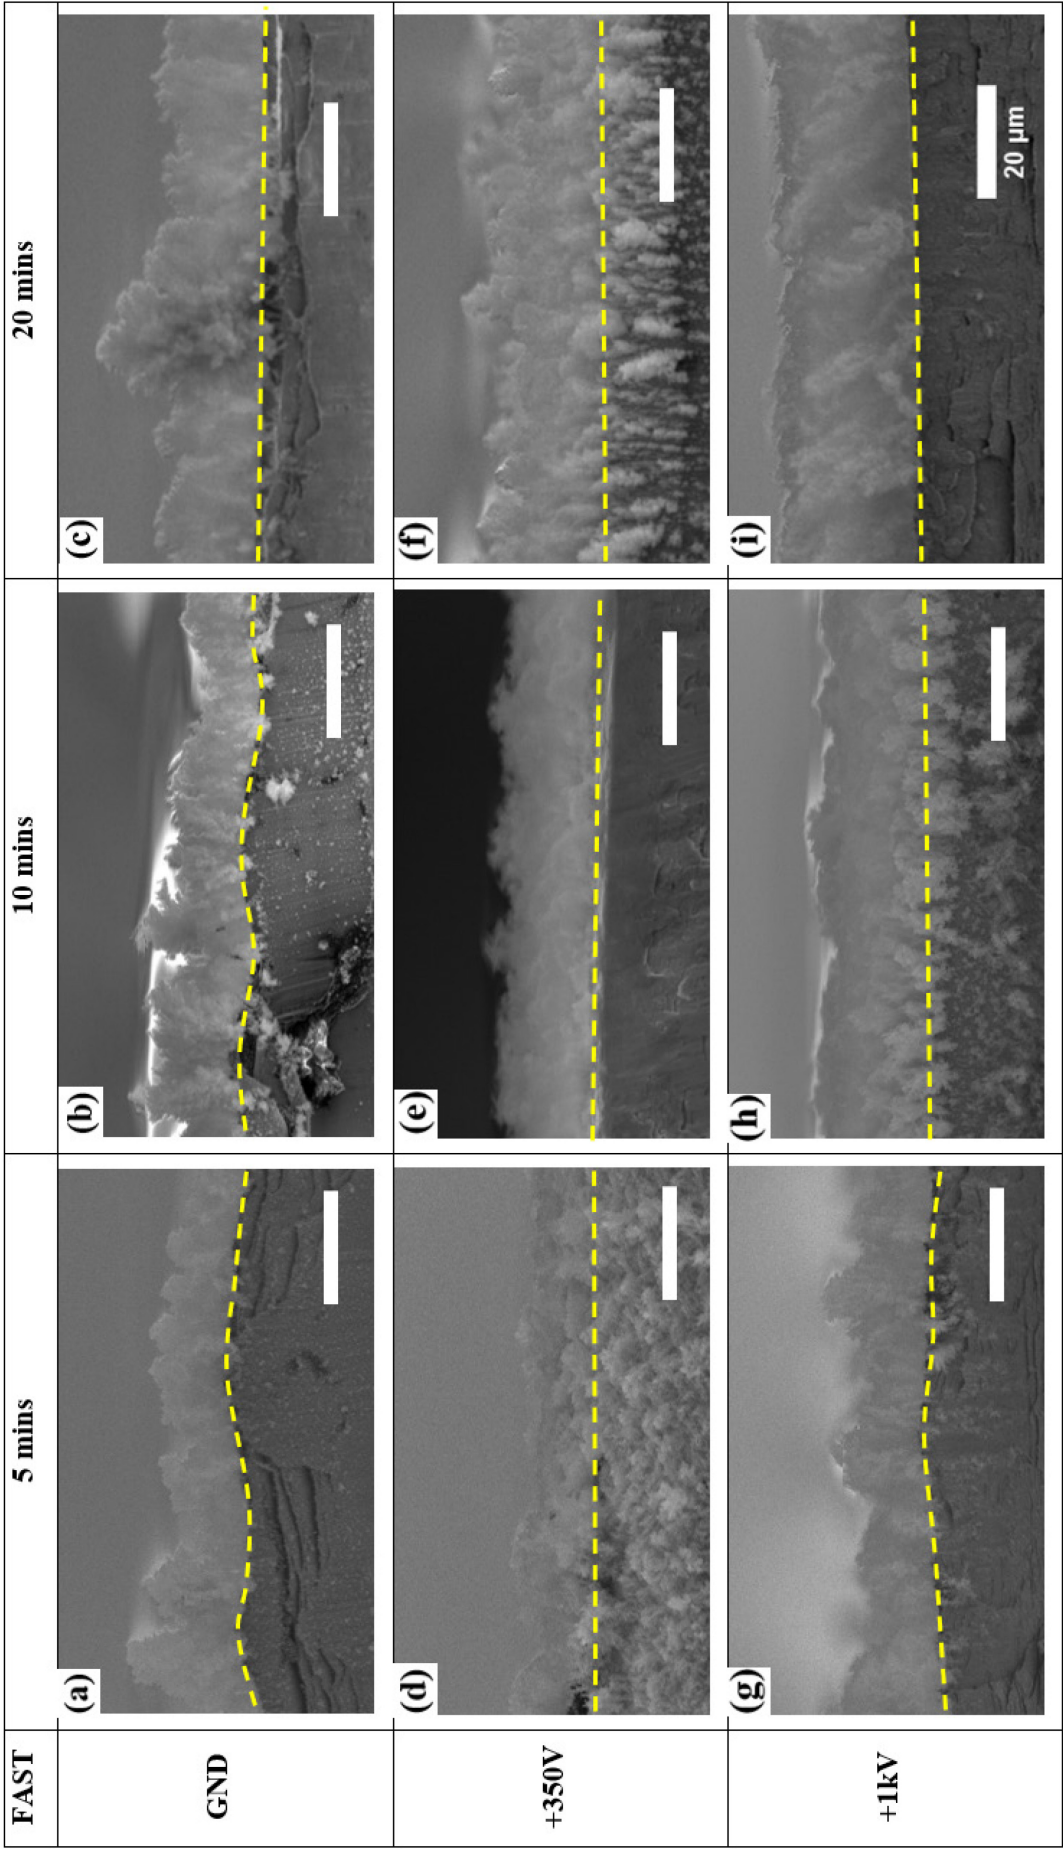 FAST 5 mins 10 mins 20 mins
GND (a) (b) (c)
+350V (d) (e) (f)
+1kV (g) (h) (i)
20 μm